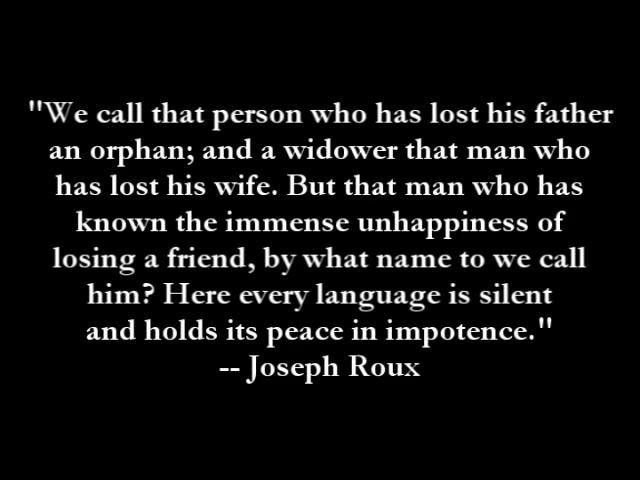 "We call that person who has lost his father
an orphan; and a widower that man who
has lost his wife. But that man who has
known the immense unhappiness of
losing a friend, by what name to we call
him? Here every language is silent
and holds its peace in impotence."
-- Joseph Roux